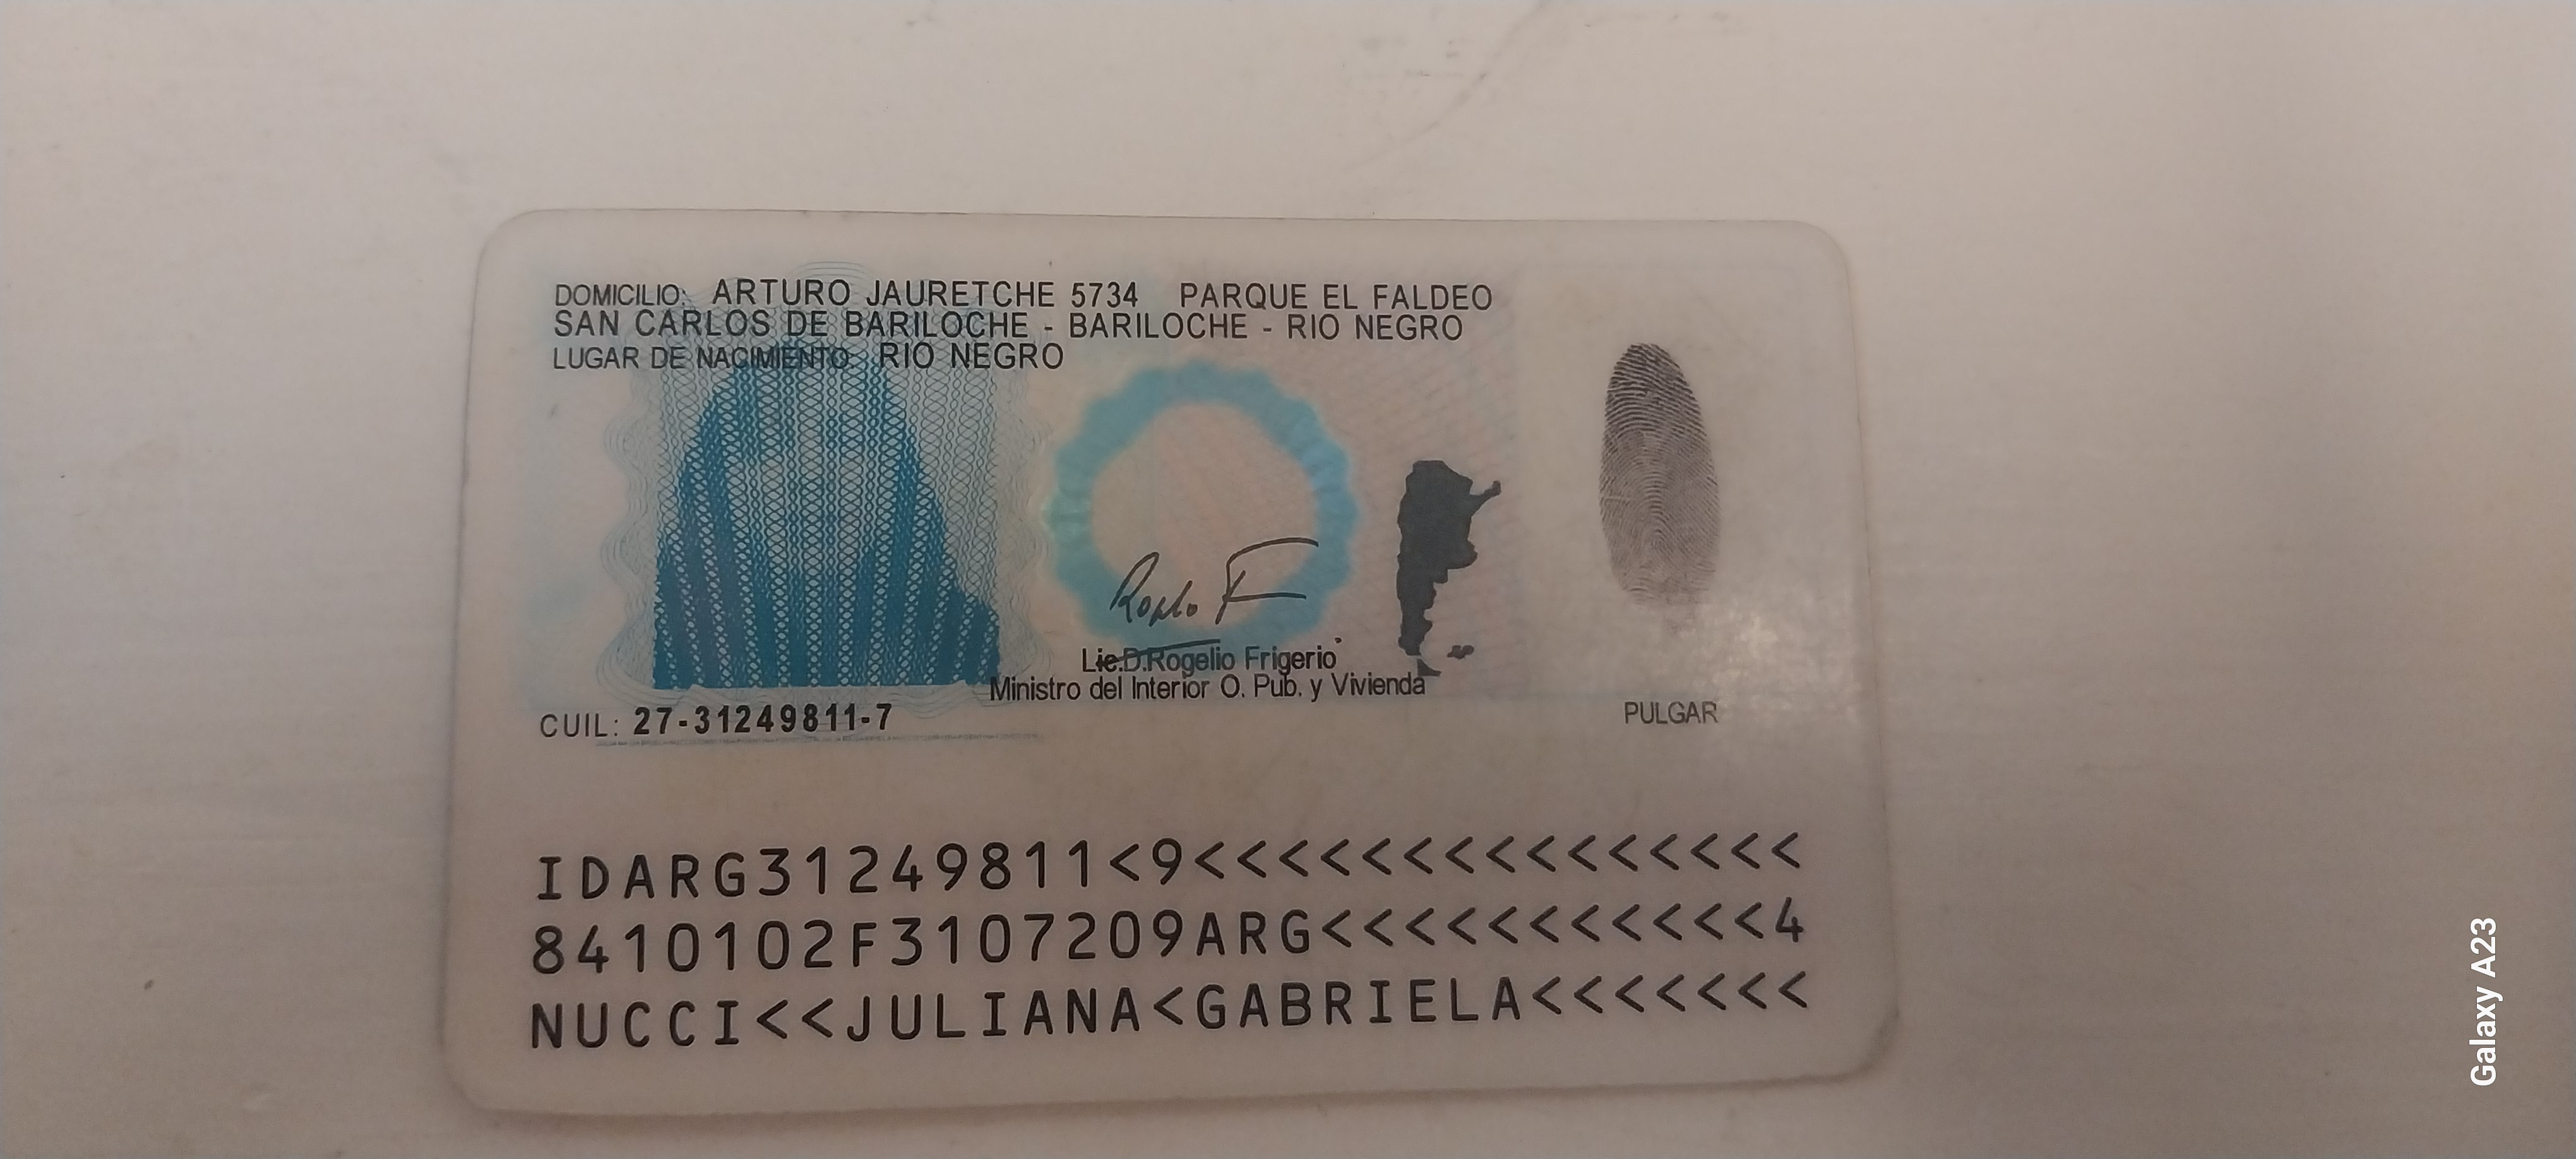 DOMICILIO: ARTURO JAURETCHE 5734 PARQUE EL FALDEO
SAN CARLOS DE BARILOCHE - BARILOCHE - RIO NEGRO
LUGAR DE NACIMIENTO: RIO NEGRO
Lic.D.Rogelio Frigerio
Ministro del Interior O. Pub. y Vivienda
CUIL: 27-31249811-7
PULGAR
IDARG31249811<9<<<<<<<<<<<<<<<
8410102F3107209ARG<<<<<<<<<<<4
NUCCI<<JULIANA<GABRIELA<<<<<<<
Galaxy A23